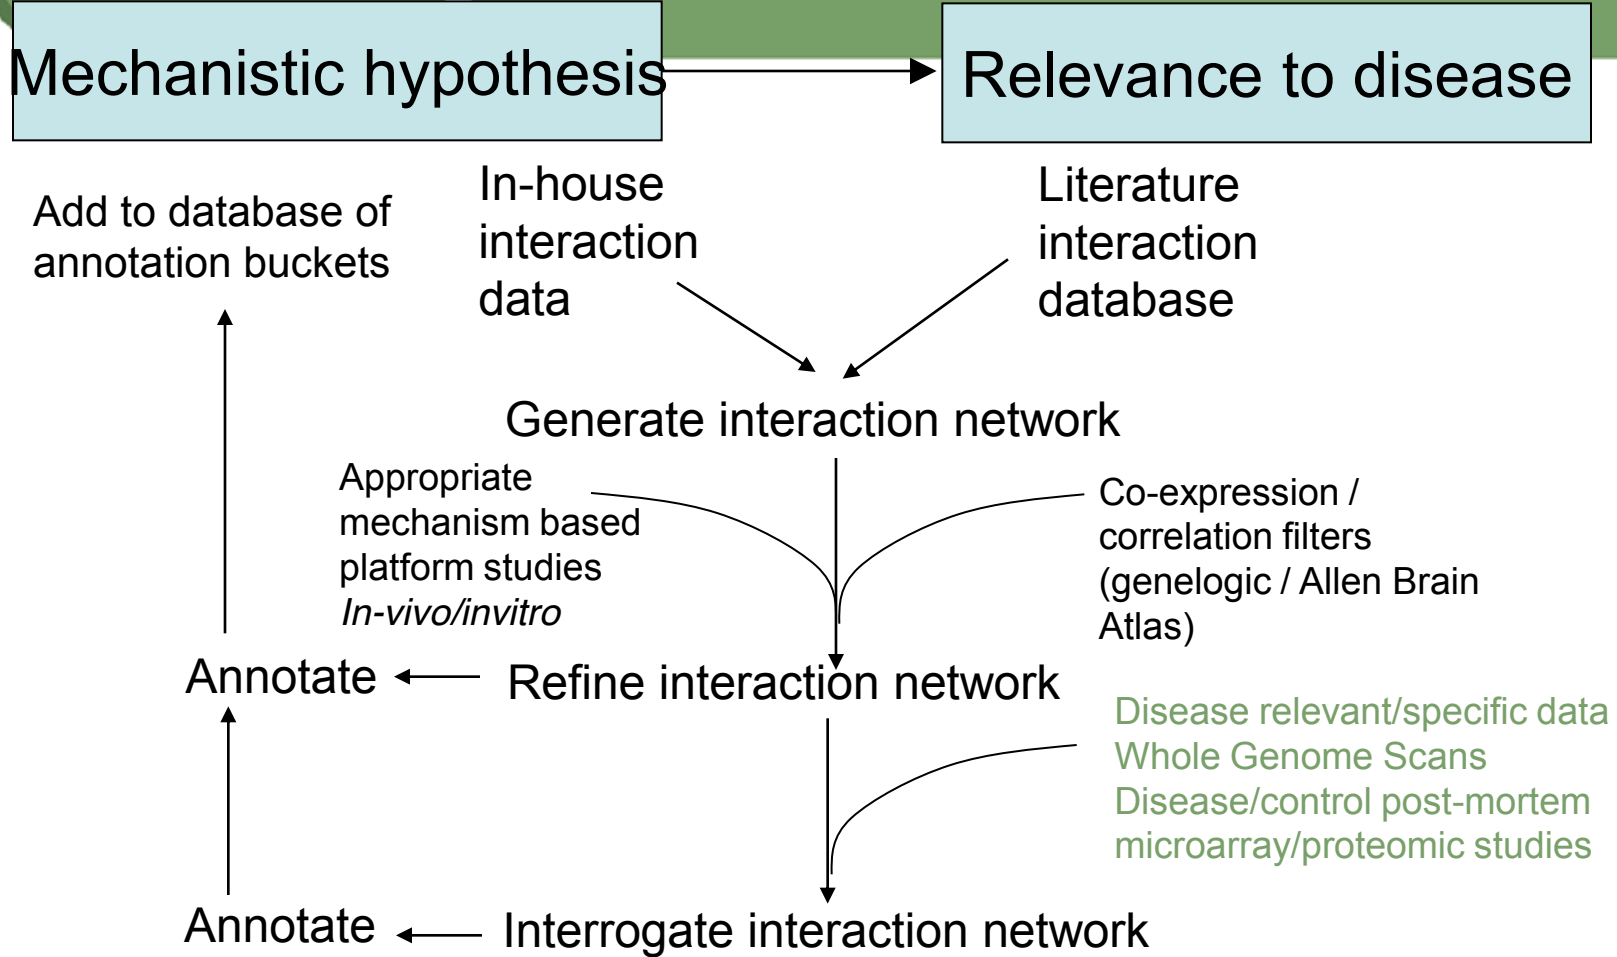 Mechanistic hypothesis
Relevance to disease
Add to database of
annotation buckets
In-house
interaction
data
Literature
interaction
database
Generate interaction network
Appropriate
mechanism based
platform studies
In-vivo/invitro
Co-expression /
correlation filters
(genelogic / Allen Brain
Atlas)
Annotate
Refine interaction network
Disease relevant/specific data
Whole Genome Scans
Disease/control post-mortem
microarray/proteomic studies
Annotate
Interrogate interaction network